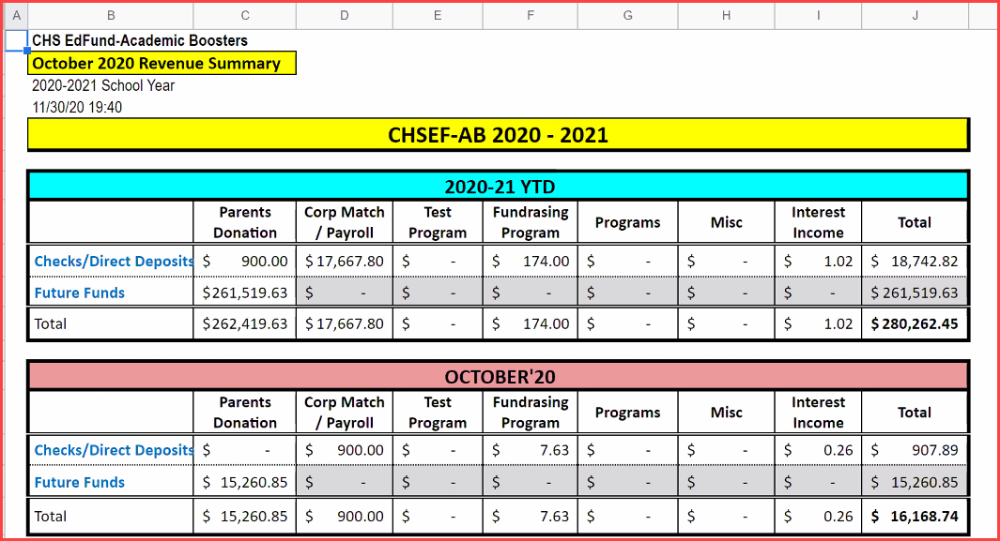 A B C D E F G H I J
CHS EdFund-Academic Boosters
October 2020 Revenue Summary
2020-2021 School Year
11/30/20 19:40
CHSEF-AB 2020 - 2021
2020-21 YTD
Parents Donation Corp Match / Payroll Test Program Fundrasing Program Programs Misc Interest Income Total
Checks/Direct Deposits $ 900.00 $ 17,667.80 $ - $ 174.00 $ - $ - $ 1.02 $ 18,742.82
Future Funds $261,519.63 $ - $ - $ - $ - $ - $ - $ 261,519.63
Total $262,419.63 $ 17,667.80 $ - $ 174.00 $ - $ - $ 1.02 $ 280,262.45
OCTOBER'20
Parents Donation Corp Match / Payroll Test Program Fundrasing Program Programs Misc Interest Income Total
Checks/Direct Deposits $ - $ 900.00 $ - $ 7.63 $ - $ - $ 0.26 $ 907.89
Future Funds $ 15,260.85 $ - $ - $ - $ - $ - $ - $ 15,260.85
Total $ 15,260.85 $ 900.00 $ - $ 7.63 $ - $ - $ 0.26 $ 16,168.74